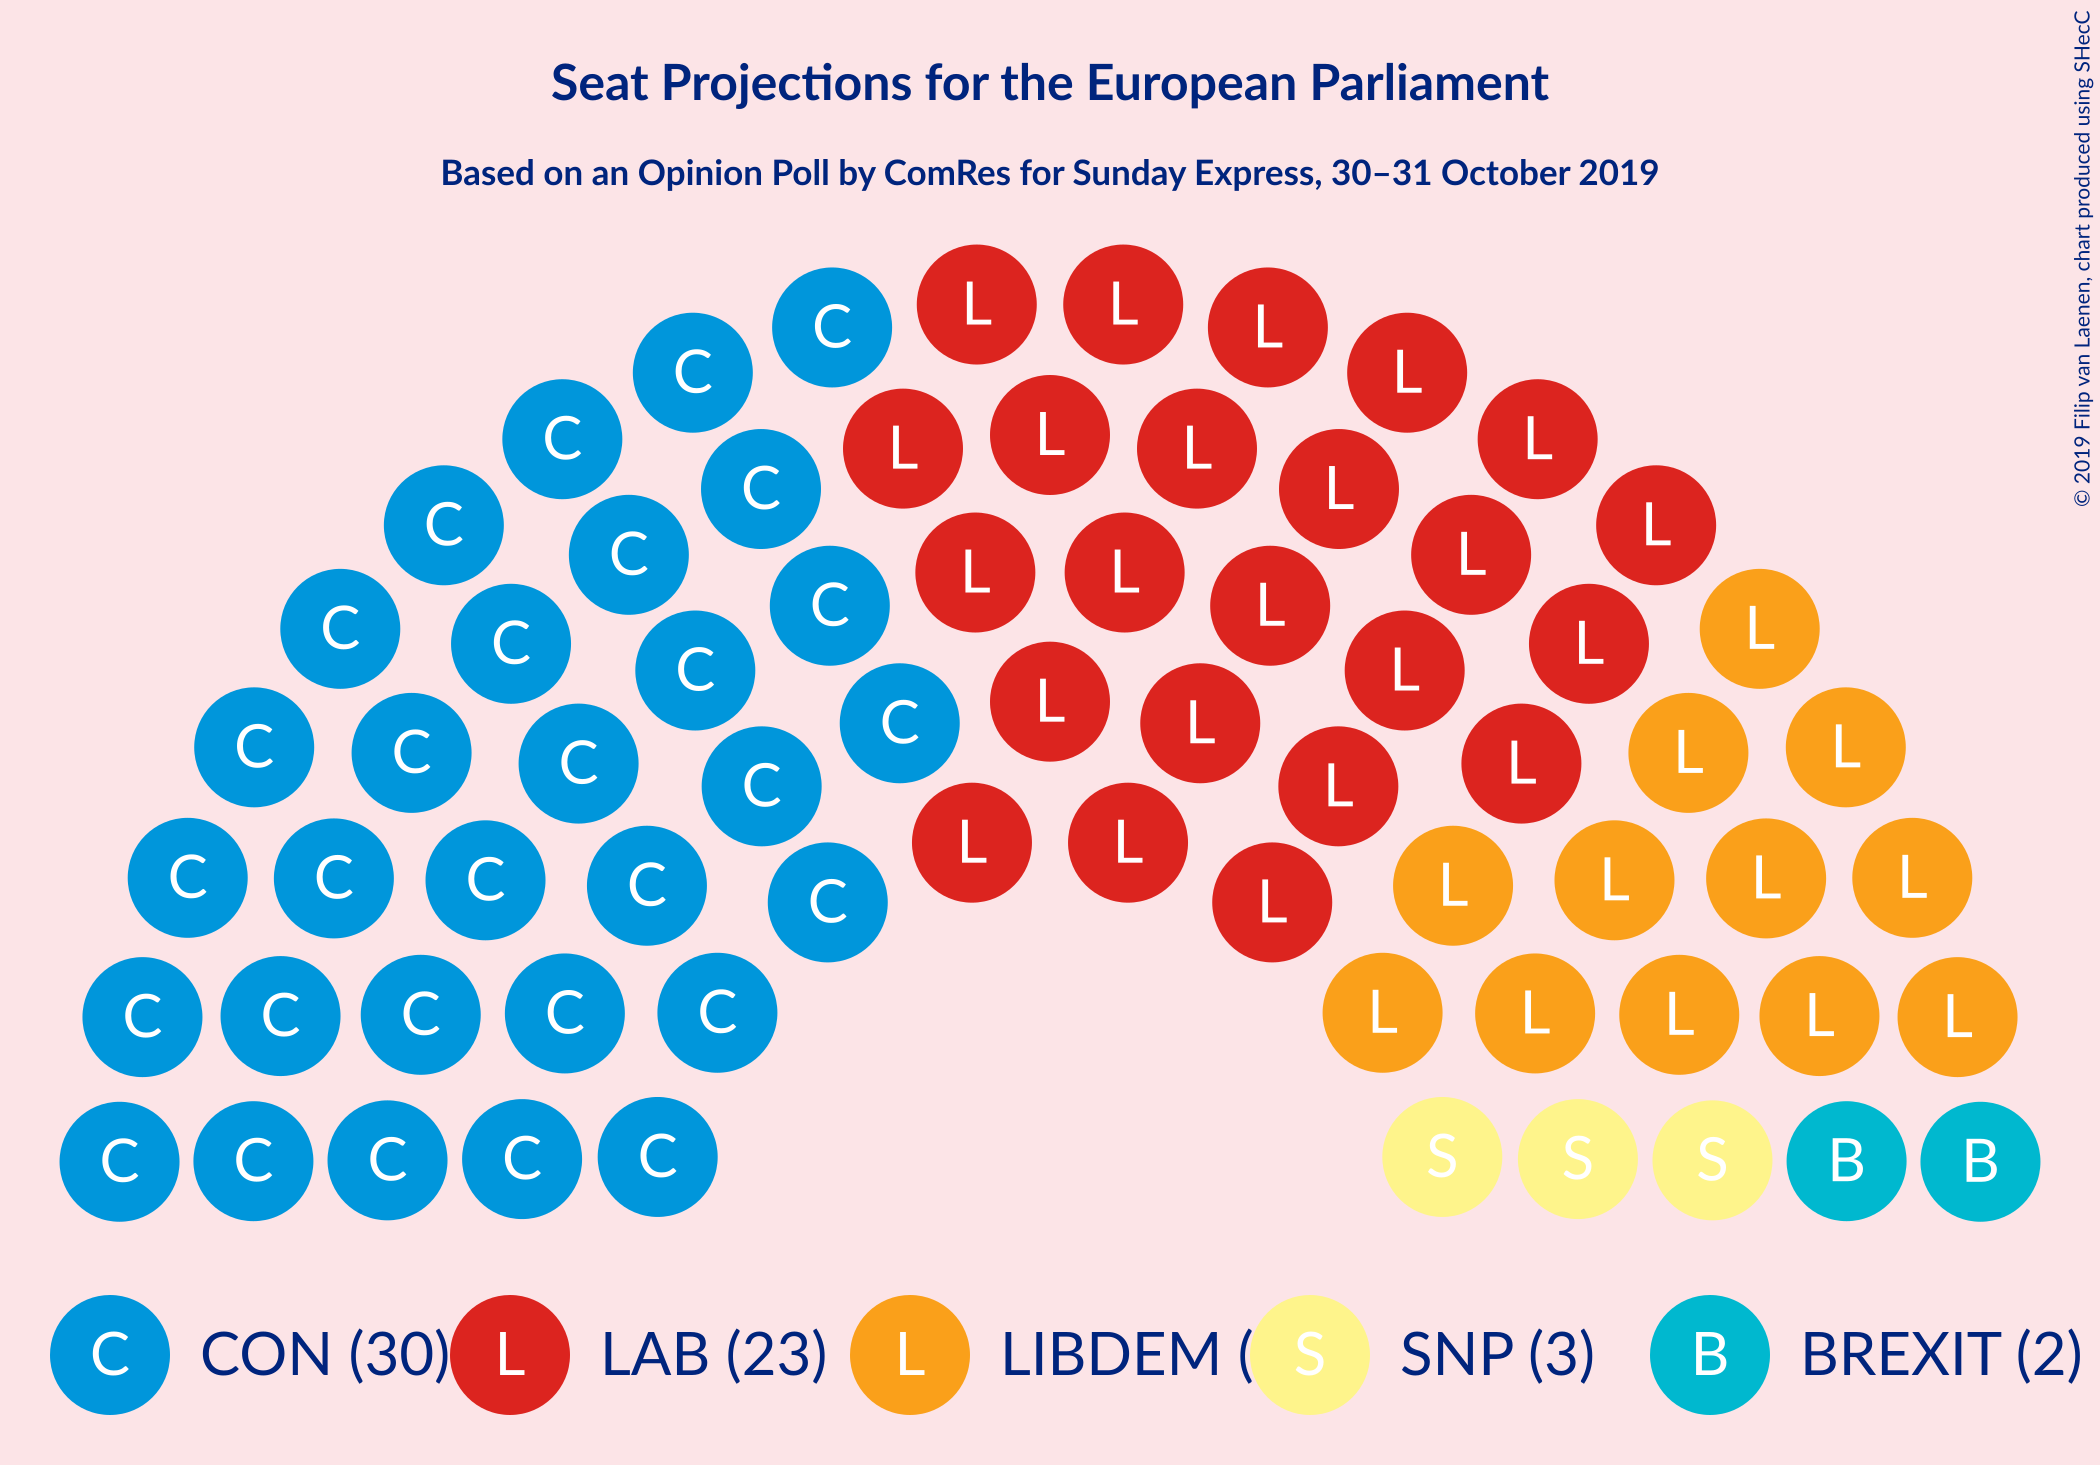 Seat Projections for the European Parliament
Based on an Opinion Poll by ComRes for Sunday Express, 30–31 October 2019
© 2019 Filip van Laenen, chart produced using SHecC
C L L L
C L
C L L L L
C L
C L
C L L L
C L
C C L L
C L
C L L
C C C L L L
C L
L L
C C C C L L L L
C L
C C C C C L L L L L
C C C C C S S S B B
C CON (30) L LAB (23) L LIBDEM ( S SNP (3) B BREXIT (2)